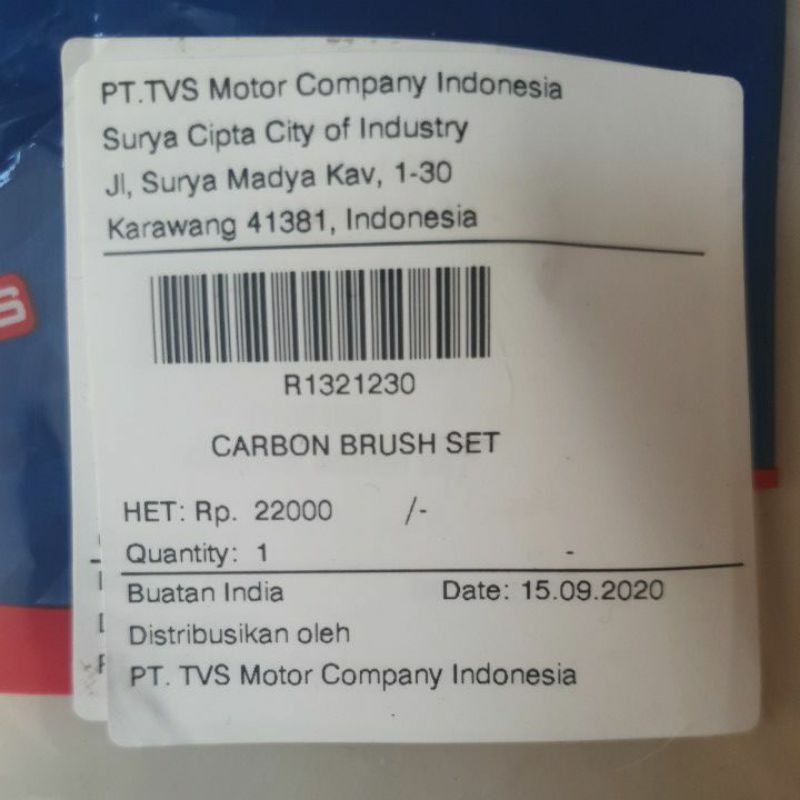 PT.TVS Motor Company Indonesia
Surya Cipta City of Industry
Jl, Surya Madya Kav, 1-30
Karawang 41381, Indonesia
R1321230
CARBON BRUSH SET
HET: Rp. 22000 /-
Quantity: 1 -
Buatan India Date: 15.09.2020
Distribusikan oleh
PT. TVS Motor Company Indonesia